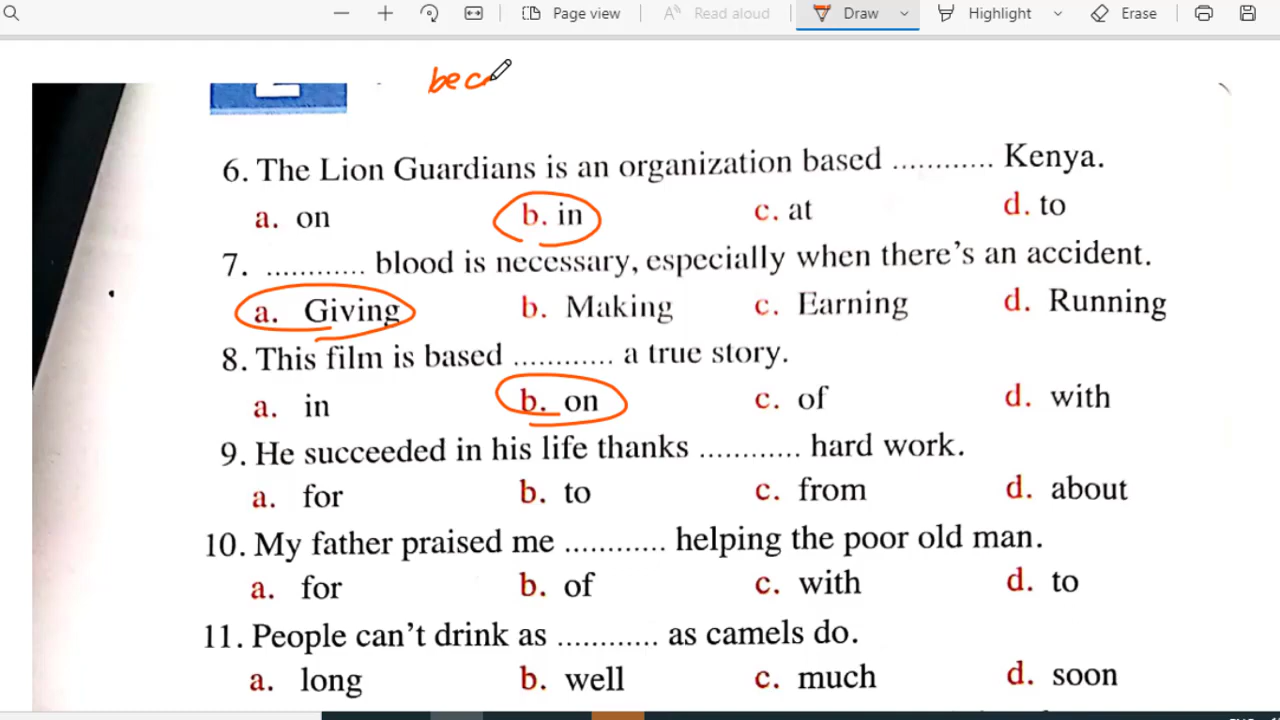 Page view Read aloud Draw Highlight Erase
bec
6. The Lion Guardians is an organization based ............ Kenya.
a. on b. in c. at d. to
7. ............ blood is necessary, especially when there's an accident.
a. Giving b. Making c. Earning d. Running
8. This film is based ............ a true story.
a. in b. on c. of d. with
9. He succeeded in his life thanks ............ hard work.
a. for b. to c. from d. about
10. My father praised me ............ helping the poor old man.
a. for b. of c. with d. to
11. People can't drink as ............ as camels do.
a. long b. well c. much d. soon